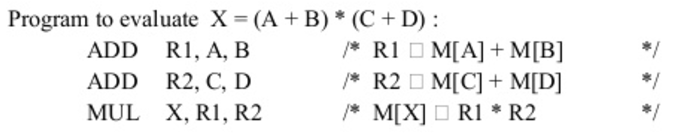 Program to evaluate X = (A + B) * (C + D) :
ADD R1, A, B /* R1 □ M[A] + M[B] */
ADD R2, C, D /* R2 □ M[C] + M[D] */
MUL X, R1, R2 /* M[X] □ R1 * R2 */